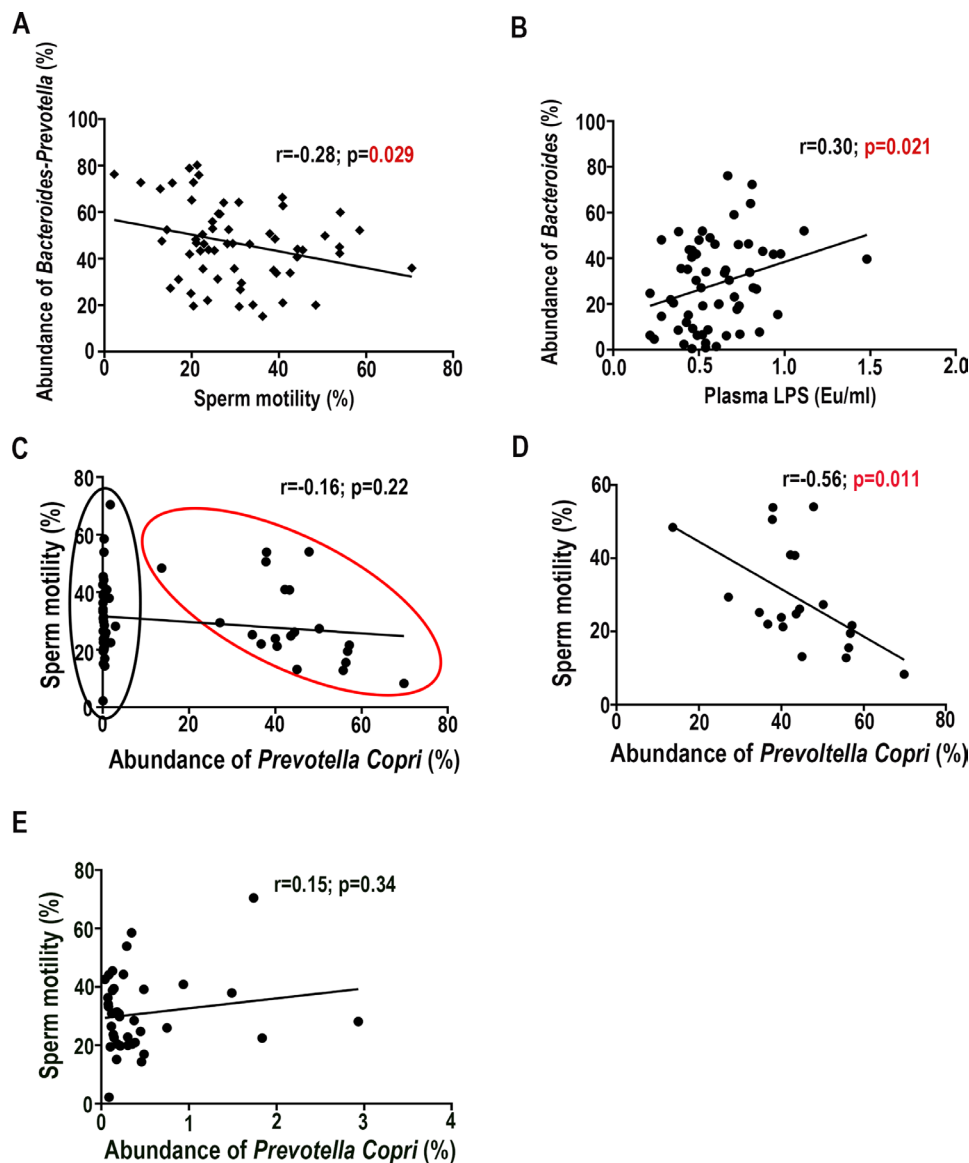 A
Abundance of Bacteroides-Prevotella (%)
100
80
60
40
20
0
r=-0.28; p=0.029
0 20 40 60 80
Sperm motility (%)
B
Abundance of Bacteroides (%)
100
80
60
40
20
0
r=0.30; p=0.021
0.0 0.5 1.0 1.5 2.0
Plasma LPS (Eu/ml)
C
Sperm motility (%)
80
60
40
20
0
r=-0.16; p=0.22
0 20 40 60 80
Abundance of Prevotella Copri (%)
D
Sperm motility (%)
60
40
20
0
r=-0.56; p=0.011
0 20 40 60 80
Abundance of Prevoltella Copri (%)
E
Sperm motility (%)
80
60
40
20
0
r=0.15; p=0.34
0 1 2 3 4
Abundance of Prevotella Copri (%)